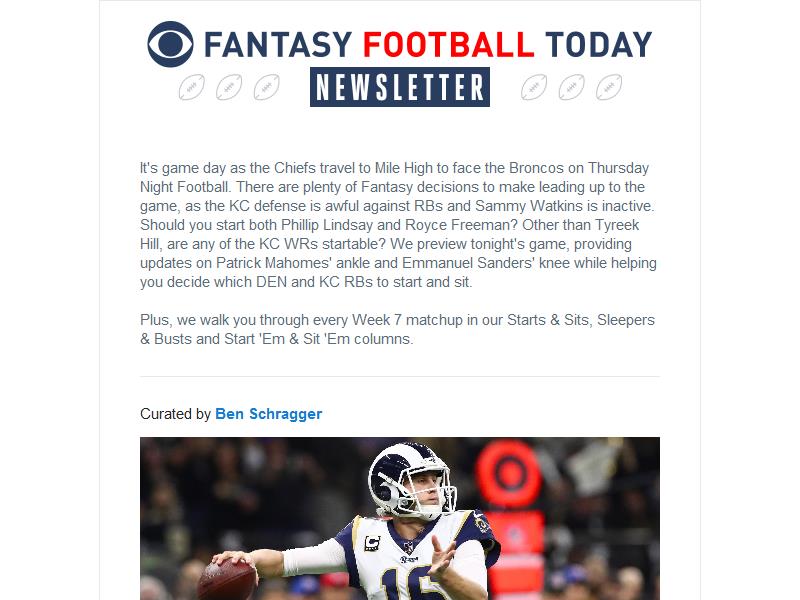 FANTASY FOOTBALL TODAY
NEWSLETTER
It's game day as the Chiefs travel to Mile High to face the Broncos on Thursday
Night Football. There are plenty of Fantasy decisions to make leading up to the
game, as the KC defense is awful against RBs and Sammy Watkins is inactive.
Should you start both Phillip Lindsay and Royce Freeman? Other than Tyreek
Hill, are any of the KC WRs startable? We preview tonight's game, providing
updates on Patrick Mahomes' ankle and Emmanuel Sanders' knee while helping
you decide which DEN and KC RBs to start and sit.
Plus, we walk you through every Week 7 matchup in our Starts & Sits, Sleepers
& Busts and Start 'Em & Sit 'Em columns.
Curated by Ben Schragger
C
16